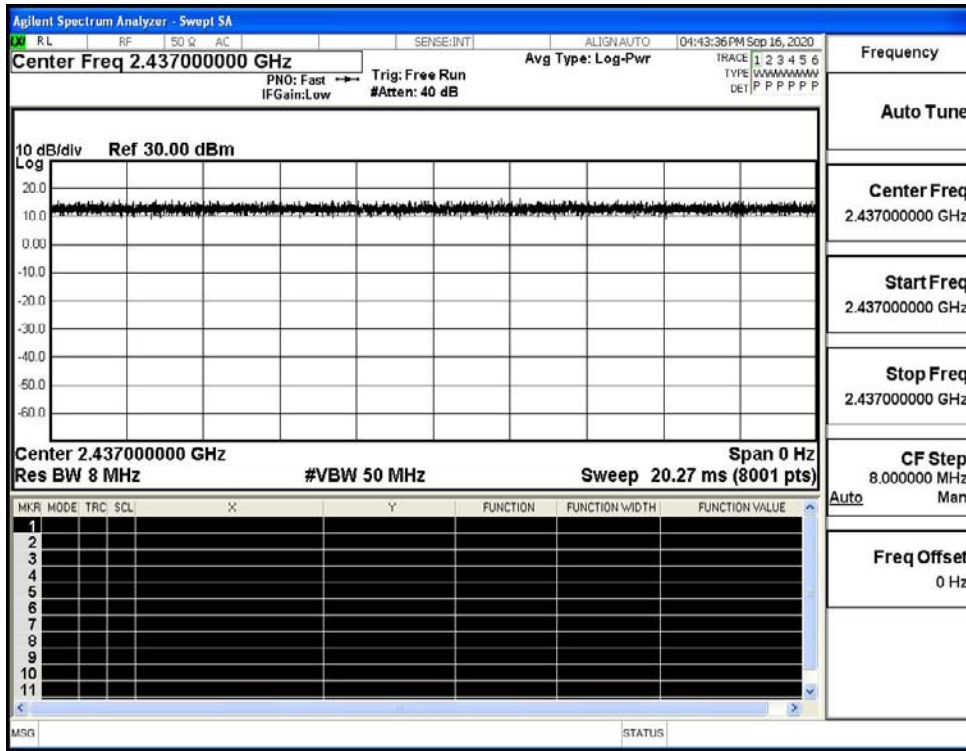 Agilent Spectrum Analyzer - Swept SA
LXI RL RF 50 Ω AC SENSE:INT ALIGNAUTO 04:43:36 PM Sep 16, 2020
Center Freq 2.437000000 GHz
PNO: Fast
IFGain:Low
Trig: Free Run
#Atten: 40 dB
Avg Type: Log-Pwr
TRACE 1 2 3 4 5 6
TYPE
DET P P P P P P
10 dB/div Ref 30.00 dBm
Log
20.0
10.0
0.00
-10.0
-20.0
-30.0
-40.0
-50.0
-60.0
Center 2.437000000 GHz Span 0 Hz
Res BW 8 MHz #VBW 50 MHz Sweep 20.27 ms (8001 pts)
MKR MODE TRC SCL X Y FUNCTION FUNCTION WIDTH FUNCTION VALUE
1
2
3
4
5
6
7
8
9
10
11
MSG STATUS
Frequency
Auto Tune
Center Freq
2.437000000 GHz
Start Freq
2.437000000 GHz
Stop Freq
2.437000000 GHz
CF Step
8.000000 MHz
Auto Man
Freq Offset
0 Hz